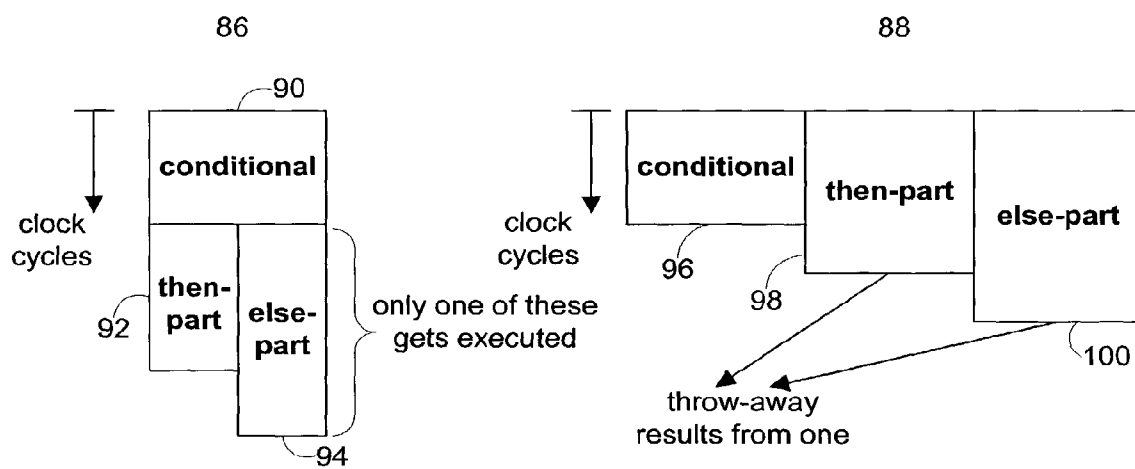 86
88
90
conditional
clock
cycles
then-
part
else-
part
92
94
only one of these
gets executed
clock
cycles
conditional
then-part
else-part
96
98
100
throw-away
results from one